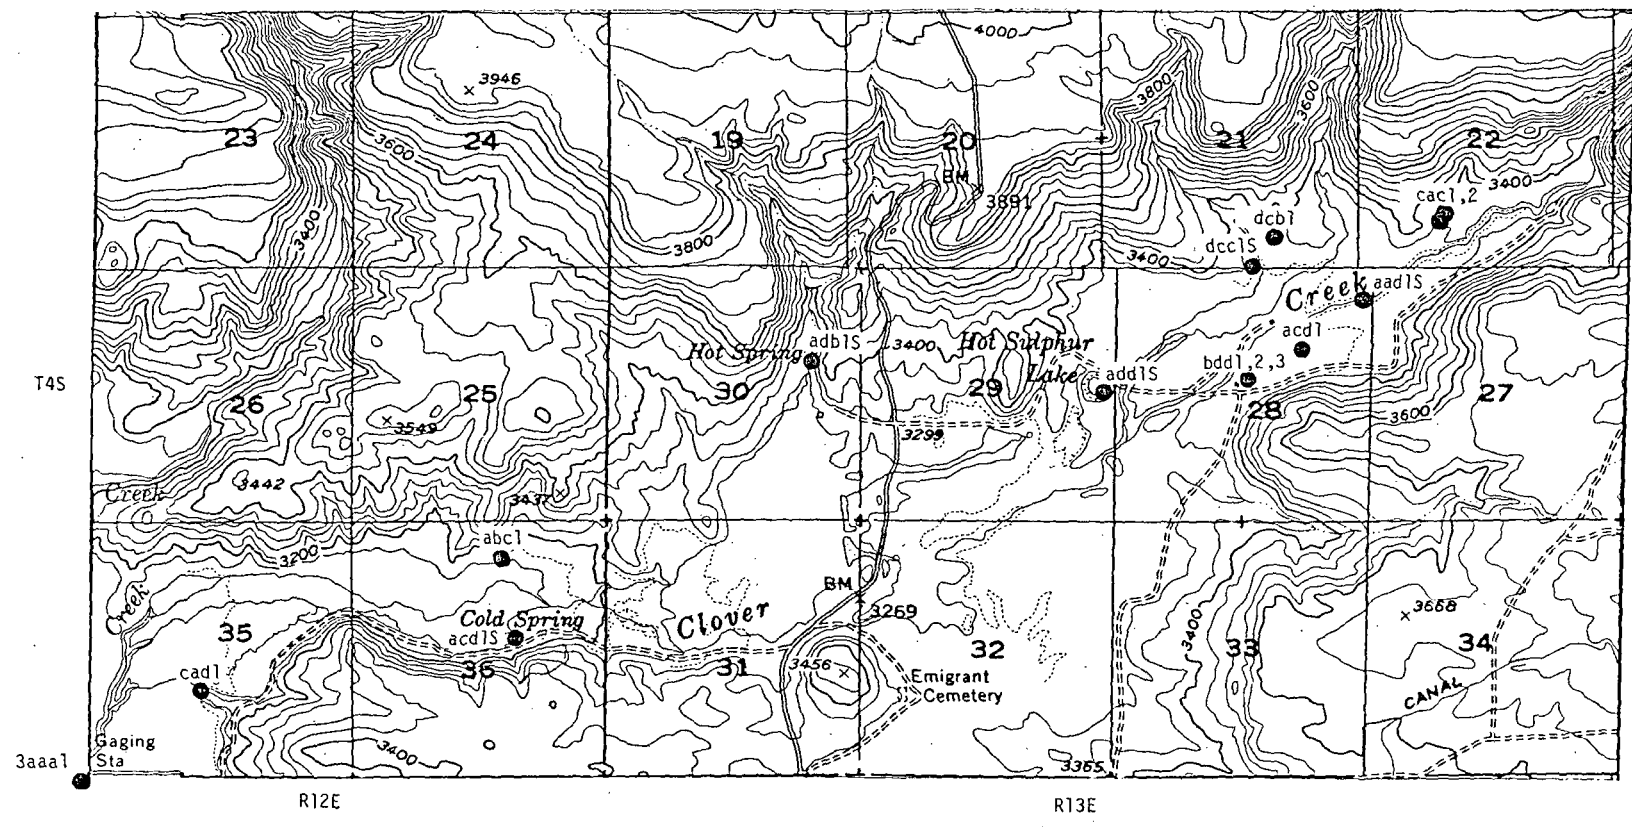 4000
3946
3800
3600
23
24
19
20
21
22
3600
BM
3400
3891
cac1,2
3400
dcb1
3800
dcc1S
3400
Creek
aad1S
adb1S
3400
Hot Sulphur
acd1
Hot Spring
Lake
add1S
bdd1,2,3
T4S
26
25
30
29
28
27
3600
3549
3299
3442
3437
Creek
abc1
3200
BM
3269
Creek
Cold Spring
Clover
3668
35
acd1S
36
31
32
3400
33
34
cad1
3456
Emigrant
Cemetery
CANAL
Gaging
Sta
3400
3aaa1
3365
R12E
R13E